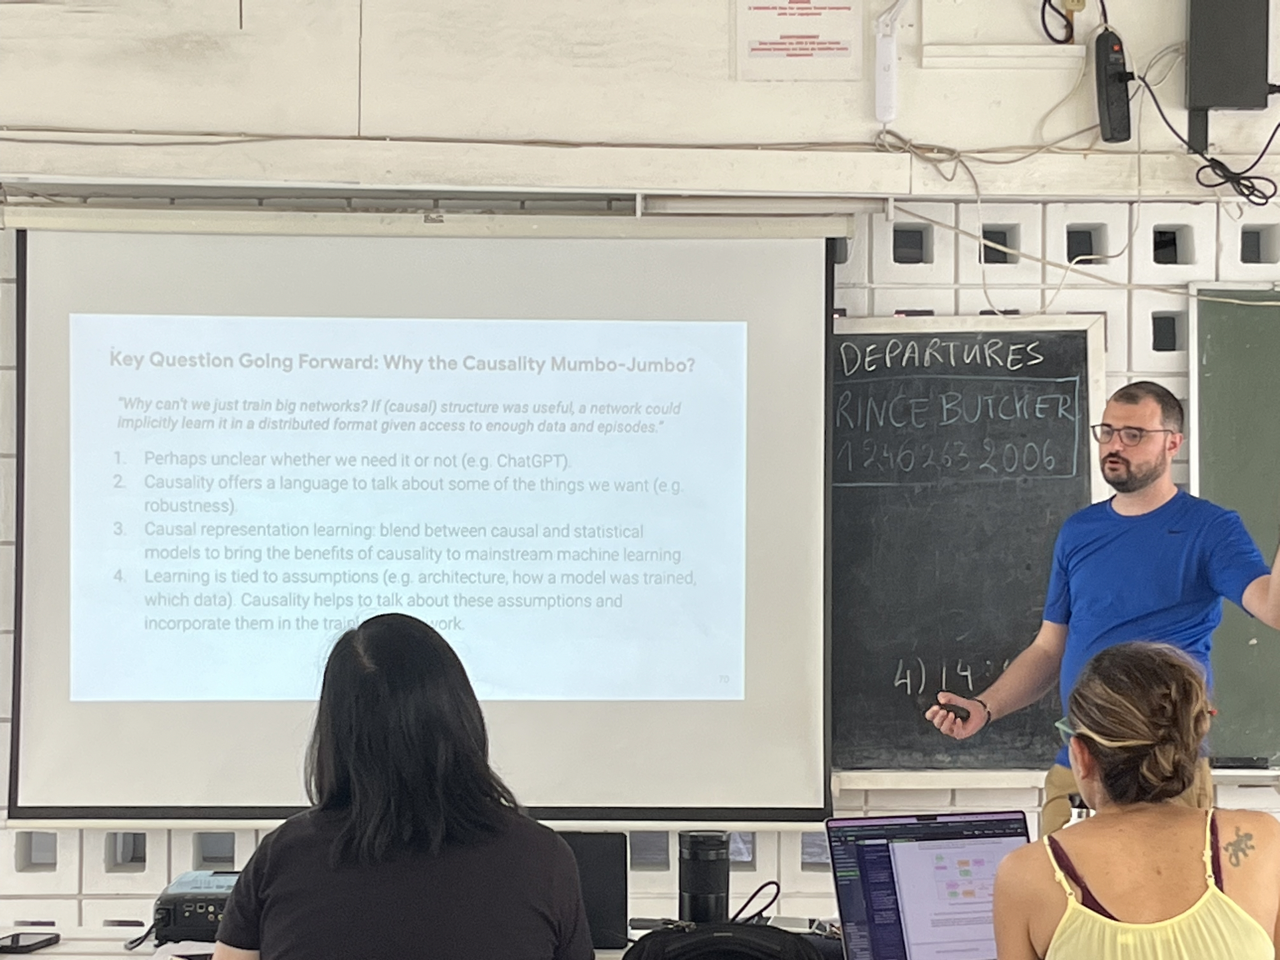 Key Question Going Forward: Why the Causality Mumbo-Jumbo?
"Why can't we just train big networks? If (causal) structure was useful, a network could
implicitly learn it in a distributed format given access to enough data and episodes."
1. Perhaps unclear whether we need it or not (e.g. ChatGPT).
2. Causality offers a language to talk about some of the things we want (e.g.
robustness).
3. Causal representation learning: blend between causal and statistical
models to bring the benefits of causality to mainstream machine learning.
4. Learning is tied to assumptions (e.g. architecture, how a model was trained,
which data). Causality helps to talk about these assumptions and
incorporate them in the
70
DEPARTURES
RINCE BUTCHER
2006
4) 14